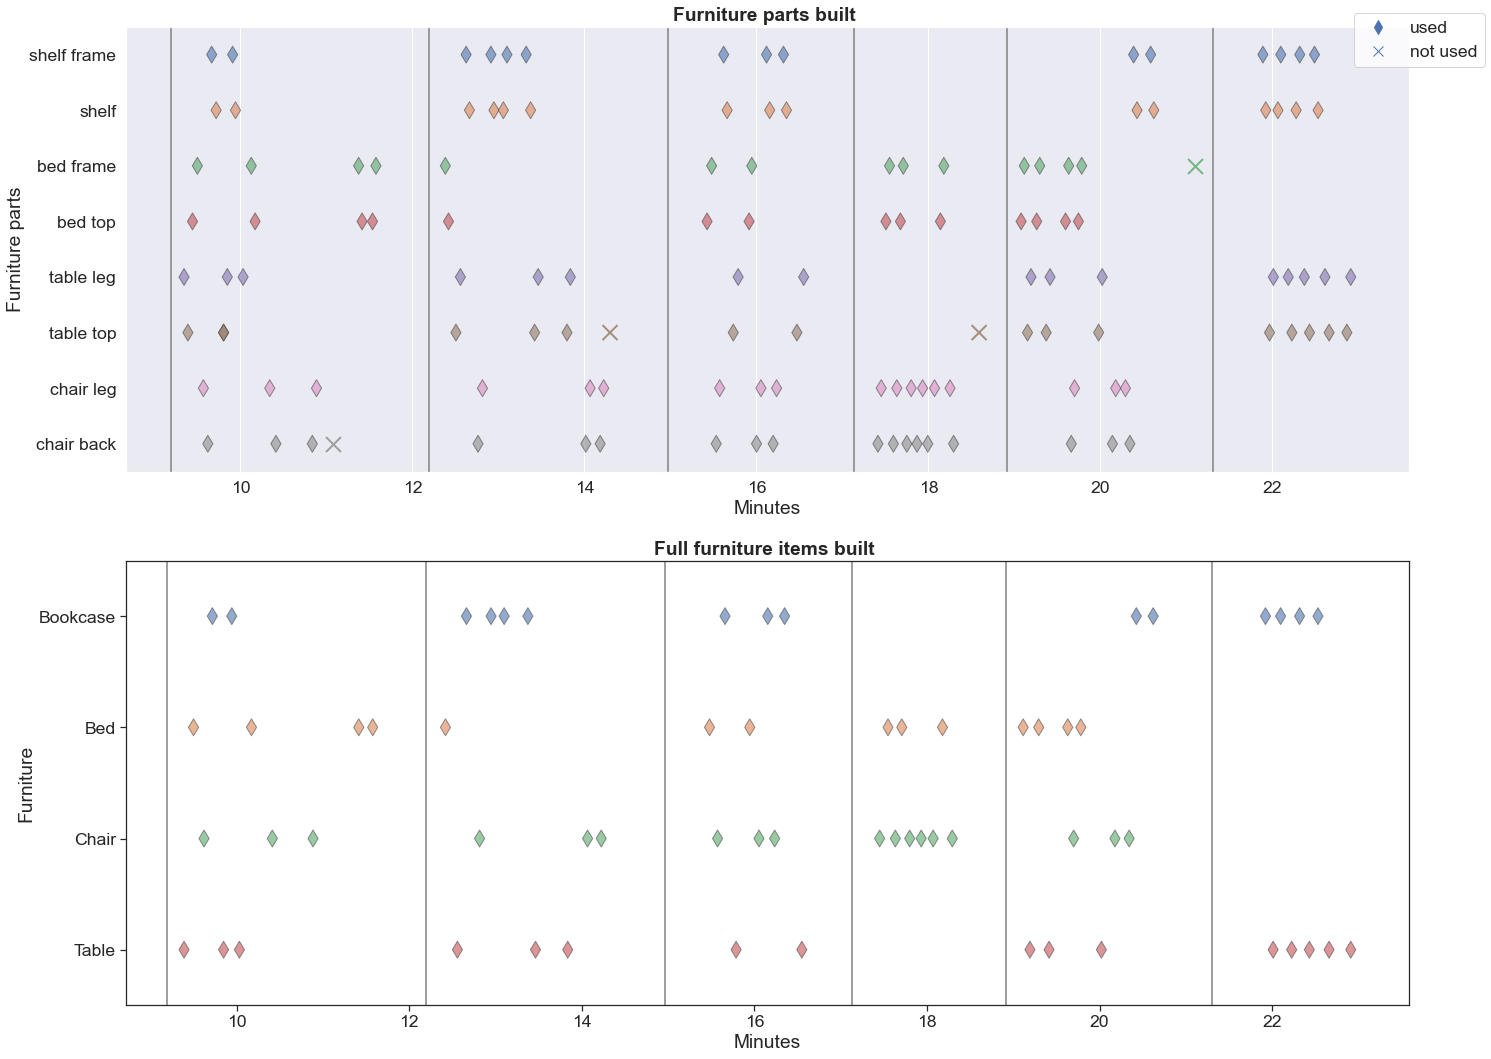 Furniture parts built
used
not used
shelf frame
shelf
bed frame
bed top
table leg
table top
chair leg
chair back
Furniture parts
10 12 14 16 18 20 22
Minutes
Full furniture items built
Bookcase
Bed
Chair
Table
Furniture
10 12 14 16 18 20 22
Minutes